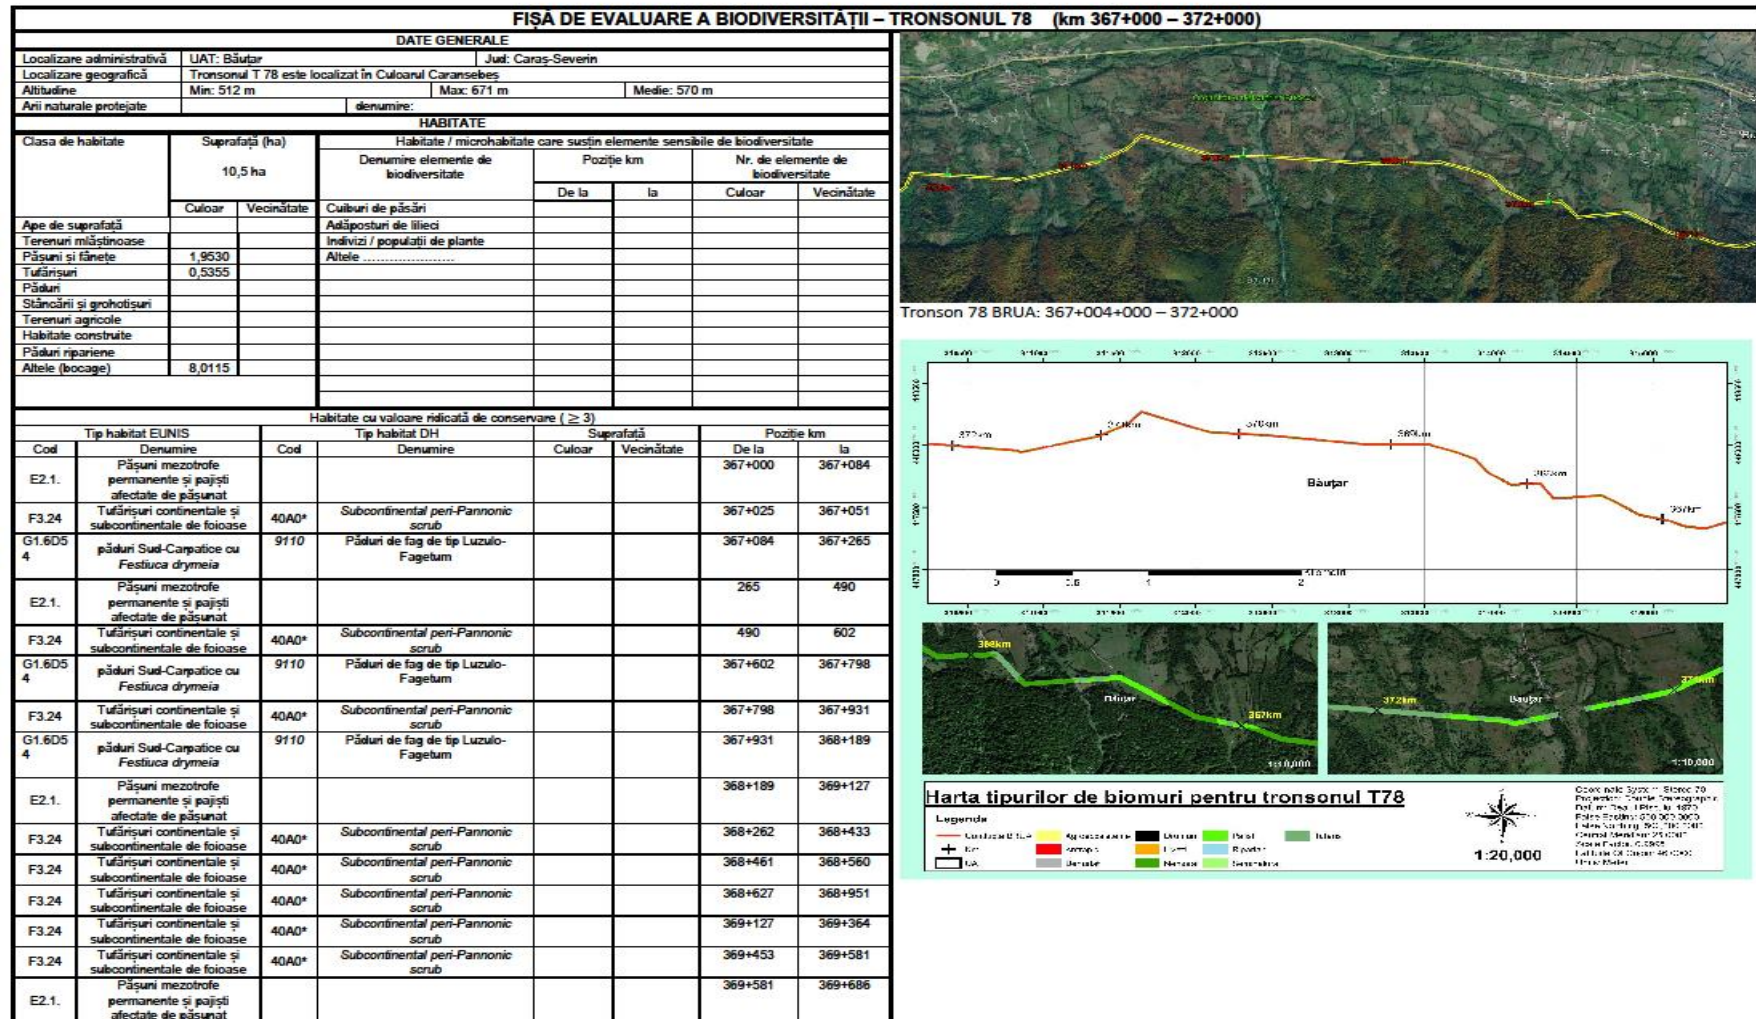 FIȘĂ DE EVALUARE A BIODIVERSITĂȚII – TRONSONUL 78 (km 367+000 – 372+000)
DATE GENERALE
Localizare administrativă UAT: Băuțar Jud: Caraș-Severin
Localizare geografică Tronsonul T 78 este localizat în Culoarul Caransebeș
Altitudine Min: 512 m Max: 671 m Medie: 570 m
Arii naturale protejate denumire:
HABITATE
Clasa de habitate Suprafață (ha) Habitate / microhabitate care susțin elemente sensibile de biodiversitate
10,5 ha Denumire elemente de biodiversitate Poziție km Nr. de elemente de biodiversitate
De la la Culoar Vecinătate
Culoar Vecinătate Cuiburi de păsări
Ape de suprafață Adăposturi de lilieci
Terenuri mlăștinoase Indivizi / populații de plante
Pășuni și fânețe 1,9530 Altele ......................
Tufărișuri 0,5355
Păduri
Stâncării și grohotișuri
Terenuri agricole
Habitate construite
Păduri ripariene
Altele (bocage) 8,0115
Habitate cu valoare ridicată de conservare ( ≥ 3)
Tip habitat EUNIS Tip habitat DH Suprafață Poziție km
Cod Denumire Cod Denumire Culoar Vecinătate De la la
E2.1. Pășuni mezotrofe permanente și pajiști afectate de pășunat 367+000 367+084
F3.24 Tufărișuri continentale și subcontinentale de foioase 40A0* Subcontinental peri-Pannonic scrub 367+025 367+051
G1.6D54 păduri Sud-Carpatice cu Festiuca drymeia 9110 Păduri de fag de tip Luzulo-Fagetum 367+084 367+265
E2.1. Pășuni mezotrofe permanente și pajiști afectate de pășunat 265 490
F3.24 Tufărișuri continentale și subcontinentale de foioase 40A0* Subcontinental peri-Pannonic scrub 490 602
G1.6D54 păduri Sud-Carpatice cu Festiuca drymeia 9110 Păduri de fag de tip Luzulo-Fagetum 367+602 367+798
F3.24 Tufărișuri continentale și subcontinentale de foioase 40A0* Subcontinental peri-Pannonic scrub 367+798 367+931
G1.6D54 păduri Sud-Carpatice cu Festiuca drymeia 9110 Păduri de fag de tip Luzulo-Fagetum 367+931 368+189
E2.1. Pășuni mezotrofe permanente și pajiști afectate de pășunat 368+189 369+127
F3.24 Tufărișuri continentale și subcontinentale de foioase 40A0* Subcontinental peri-Pannonic scrub 368+262 368+433
F3.24 Tufărișuri continentale și subcontinentale de foioase 40A0* Subcontinental peri-Pannonic scrub 368+461 368+560
F3.24 Tufărișuri continentale și subcontinentale de foioase 40A0* Subcontinental peri-Pannonic scrub 368+627 368+951
F3.24 Tufărișuri continentale și subcontinentale de foioase 40A0* Subcontinental peri-Pannonic scrub 369+127 369+364
F3.24 Tufărișuri continentale și subcontinentale de foioase 40A0* Subcontinental peri-Pannonic scrub 369+453 369+581
E2.1. Pășuni mezotrofe permanente și pajiști afectate de pășunat 369+581 369+686
Tronson 78 BRUA: 367+004+000 – 372+000
372km 370km 369km
Băuțar
367km
0 0.5 1 2
368km
Băuțar
367km
1:10,000
372km
Băuțar
371km
1:10,000
Harta tipurilor de biomuri pentru tronsonul T78
Legenda
1:20,000